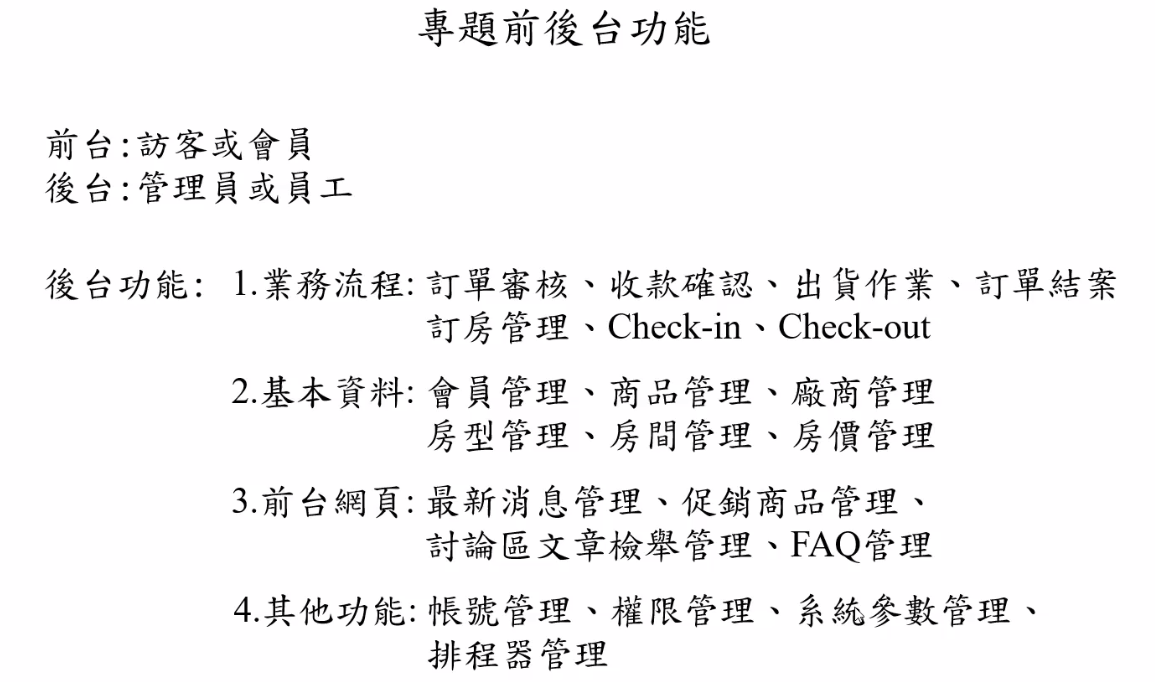 專題前後台功能
前台:訪客或會員
後台:管理員或員工
後台功能: 1.業務流程: 訂單審核、收款確認、出貨作業、訂單結案
訂房管理、Check-in、Check-out
2.基本資料: 會員管理、商品管理、廠商管理
房型管理、房間管理、房價管理
3.前台網頁: 最新消息管理、促銷商品管理、
討論區文章檢舉管理、FAQ管理
4.其他功能: 帳號管理、權限管理、系統參數管理、
排程器管理